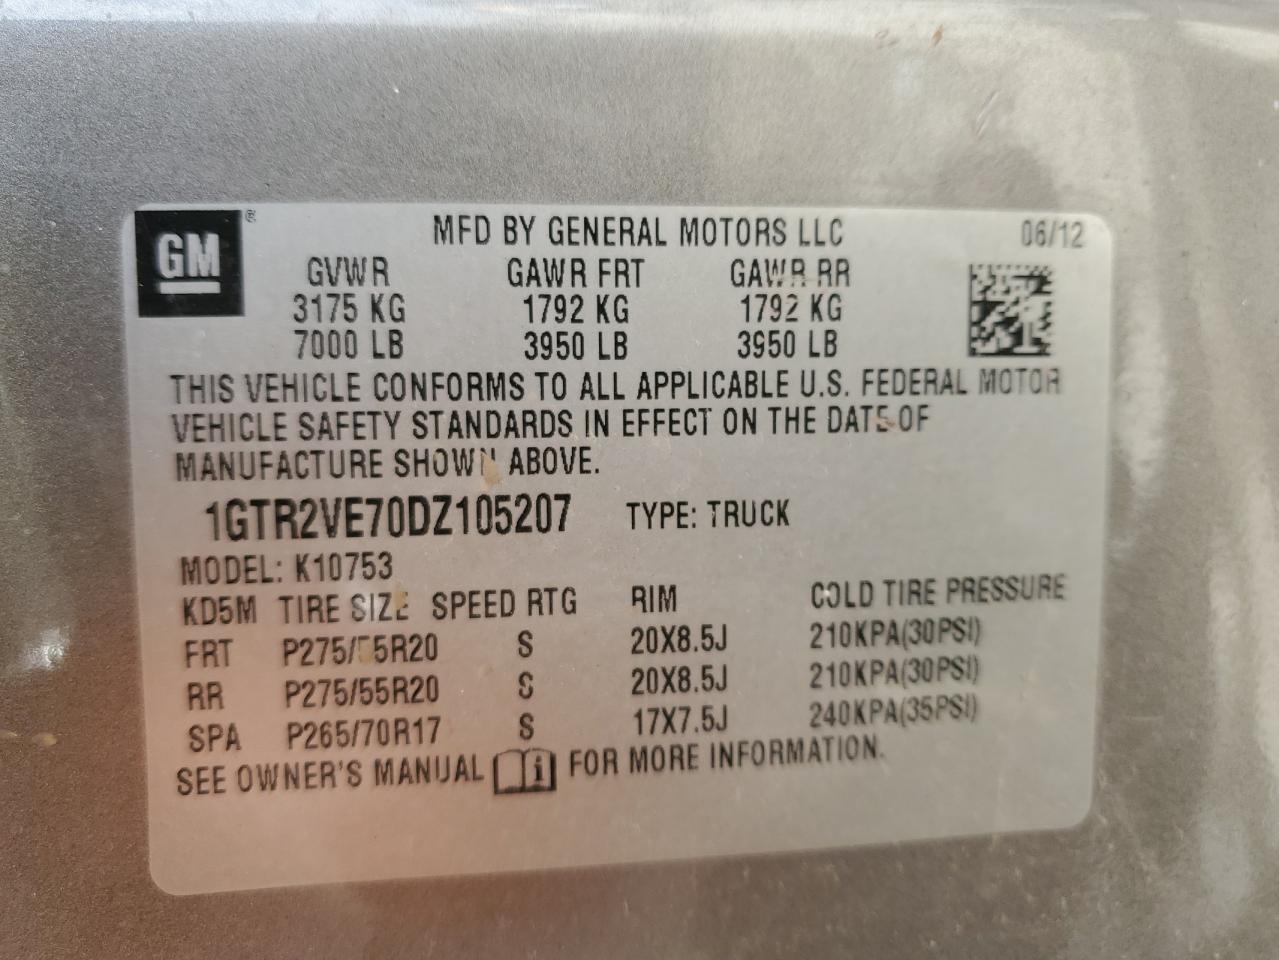 GM ®
MFD BY GENERAL MOTORS LLC 06/12
GVWR GAWR FRT GAWR RR
3175 KG 1792 KG 1792 KG
7000 LB 3950 LB 3950 LB
THIS VEHICLE CONFORMS TO ALL APPLICABLE U.S. FEDERAL MOTOR
VEHICLE SAFETY STANDARDS IN EFFECT ON THE DATE OF
MANUFACTURE SHOWN ABOVE.
1GTR2VE70DZ105207 TYPE: TRUCK
MODEL: K10753
KD5M TIRE SIZE SPEED RTG RIM COLD TIRE PRESSURE
FRT P275/55R20 S 20X8.5J 210KPA(30PSI)
RR P275/55R20 S 20X8.5J 210KPA(30PSI)
SPA P265/70R17 S 17X7.5J 240KPA(35PSI)
SEE OWNER'S MANUAL i FOR MORE INFORMATION.